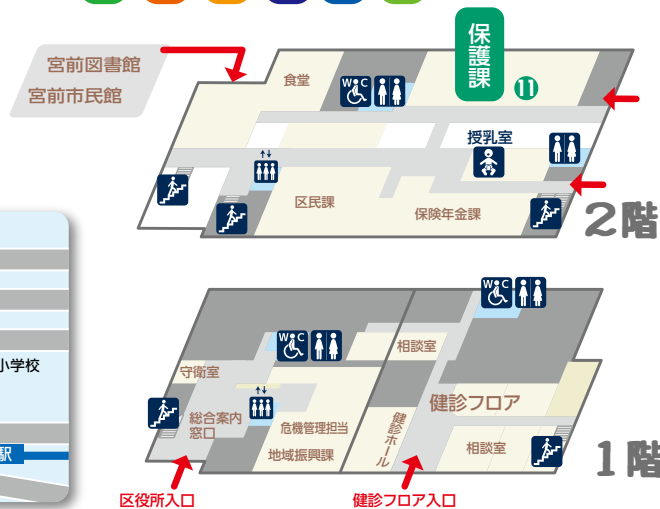 宮前図書館
宮前市民館
保護課
11
食堂
WC
授乳室
区民課
保険年金課
2階
WC
WC
相談室
守衛室
健診フロア
総合案内
窓口
危機管理担当
地域振興課
健診ホール
相談室
1階
区役所入口
健診フロア入口
小学校
駅